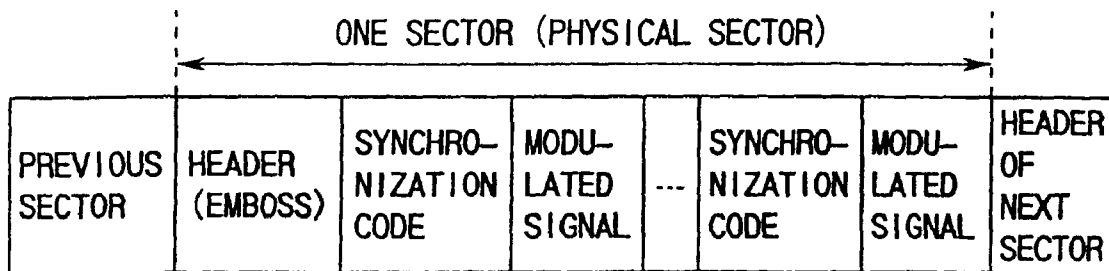 ONE SECTOR (PHYSICAL SECTOR)
PREVIOUS
SECTOR
HEADER
(EMBOSS)
SYNCHRO-
NIZATION
CODE
MODU-
LATED
SIGNAL
---
SYNCHRO-
NIZATION
CODE
MODU-
LATED
SIGNAL
HEADER
OF
NEXT
SECTOR